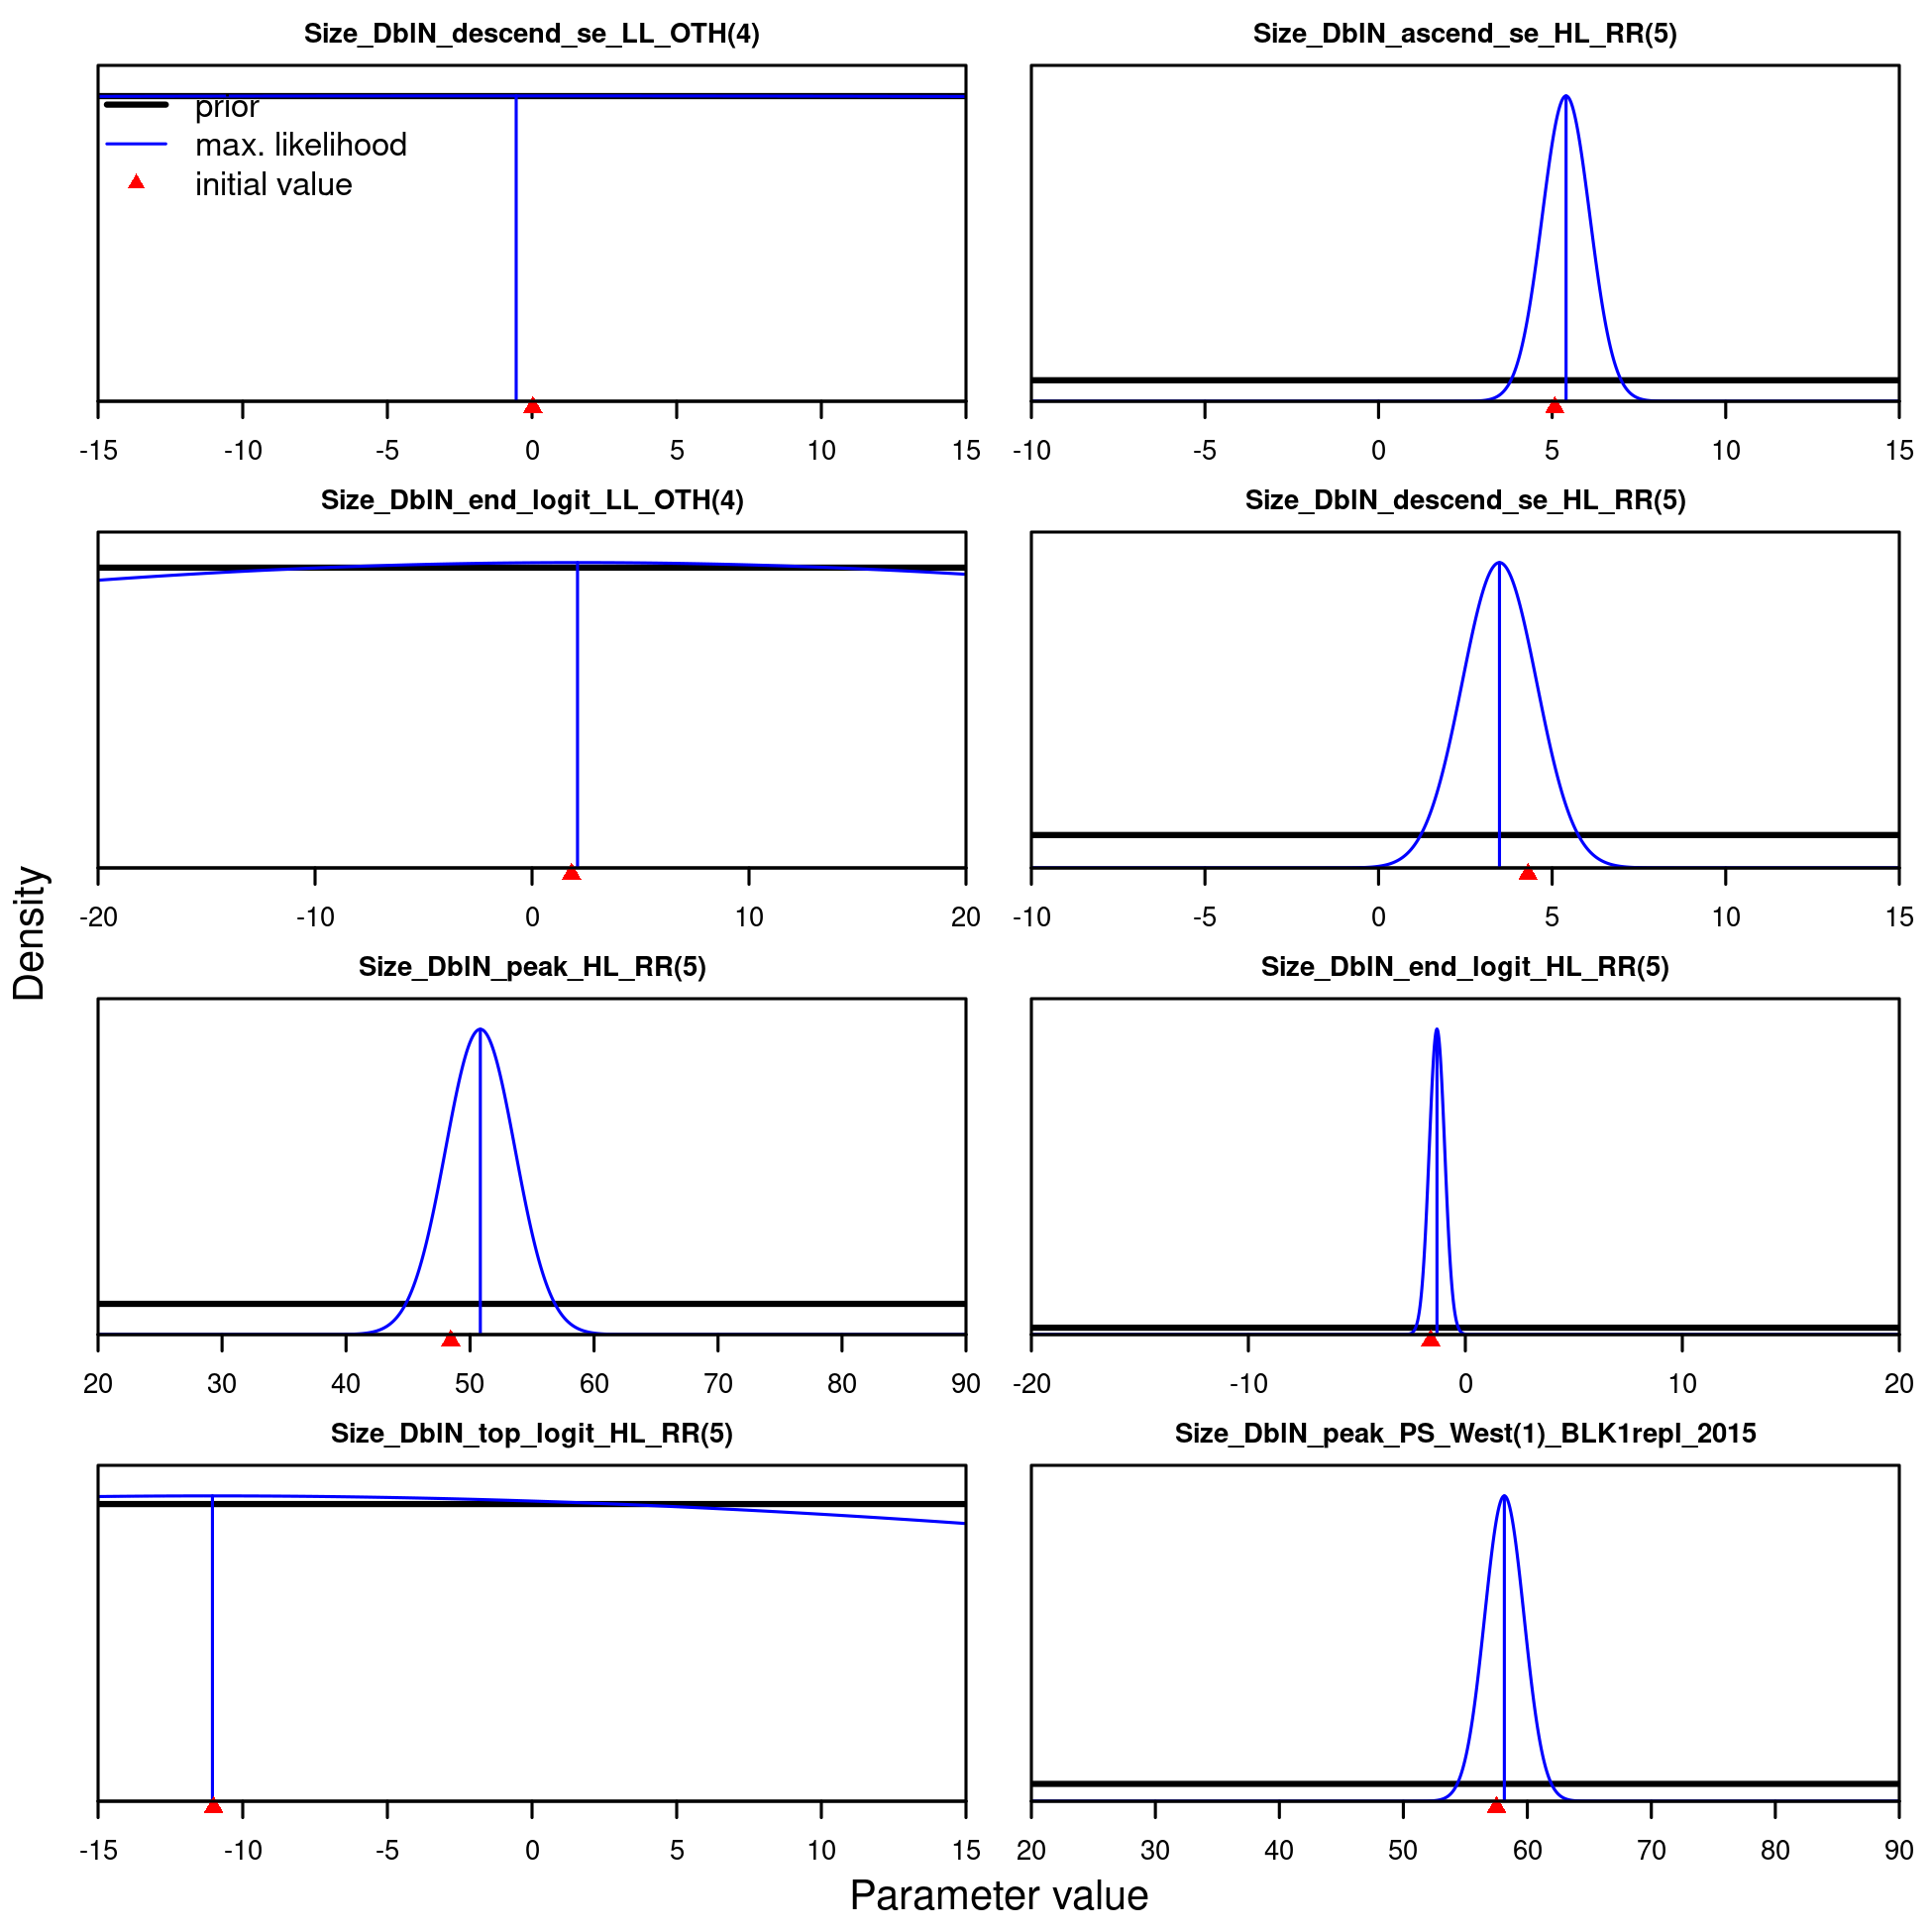 Size_DblN_descend_se_LL_OTH(4)
prior
max. likelihood
initial value
-15 -10 -5 0 5 10 15
Size_DblN_ascend_se_HL_RR(5)
-10 -5 0 5 10 15
Size_DblN_end_logit_LL_OTH(4)
-20 -10 0 10 20
Size_DblN_descend_se_HL_RR(5)
-10 -5 0 5 10 15
Size_DblN_peak_HL_RR(5)
20 30 40 50 60 70 80 90
Size_DblN_end_logit_HL_RR(5)
-20 -10 0 10 20
Size_DblN_top_logit_HL_RR(5)
-15 -10 -5 0 5 10 15
Size_DblN_peak_PS_West(1)_BLK1repl_2015
20 30 40 50 60 70 80 90
Density
Parameter value